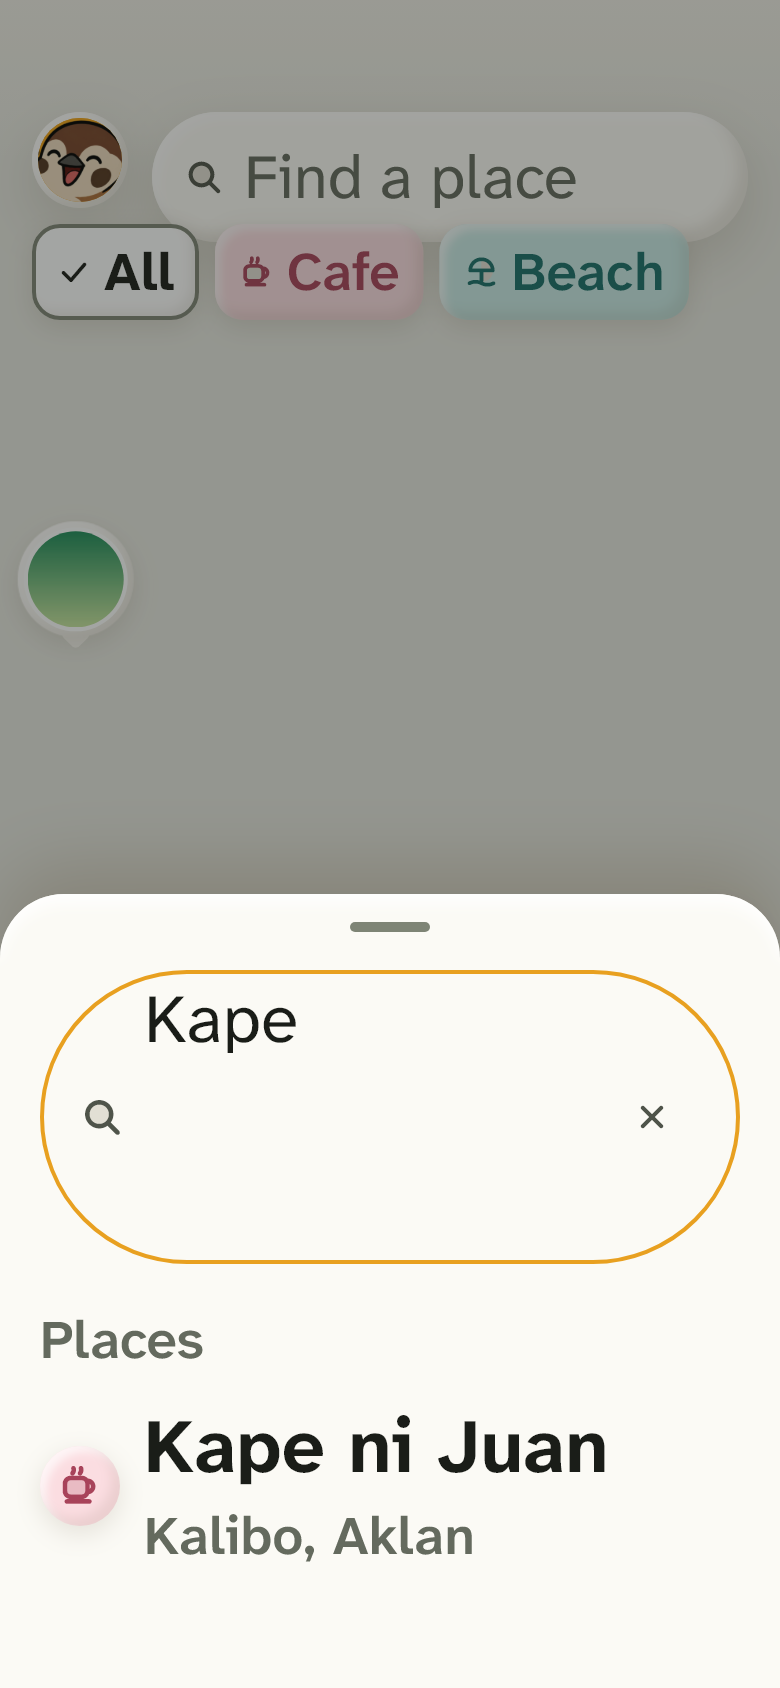 Find a place
All
Cafe
Beach
Kape
Places
Kape ni Juan
Kalibo, Aklan